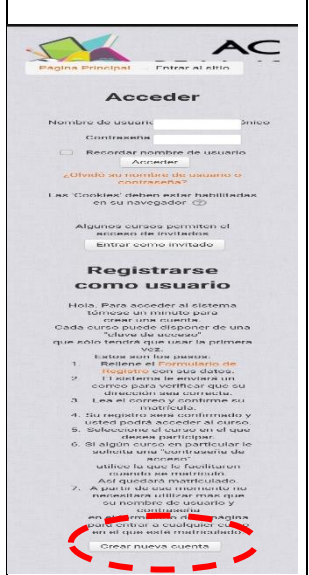 AC
Pagina Principal → Entrar al sitio
Acceder
Nombre de usuario ónico
Contraseña
Recordar nombre de usuario
Acceder
¿Olvidó su nombre de usuario o
contraseña?
Las 'Cookies' deben estar habilitadas
en su navegador
Algunos cursos permiten el
acceso de invitados
Entrar como invitado
Registrarse
como usuario
Hola. Para acceder al sistema
tómese un minuto para
crear una cuenta.
Cada curso puede disponer de una
"clave de acceso"
que sólo tendrá que usar la primera
vez.
Estos son los pasos:
1. Rellene el Formulario de
Registro con sus datos.
2. El sistema le enviará un
correo para verificar que su
dirección sea correcta.
3. Lea el correo y confirme su
matrícula.
4. Su registro será confirmado y
usted podrá acceder al curso.
5. Seleccione el curso en el que
desea participar.
6. Si algún curso en particular le
solicita una "contraseña de
acceso"
utilice la que le facilitaron
cuando se matriculó.
Así quedará matriculado.
7. A partir de ese momento no
necesitará utilizar más que
su nombre de usuario y
contraseña
en el formulario de la página
para entrar a cualquier curso
en el que esté matriculado.
Crear nueva cuenta